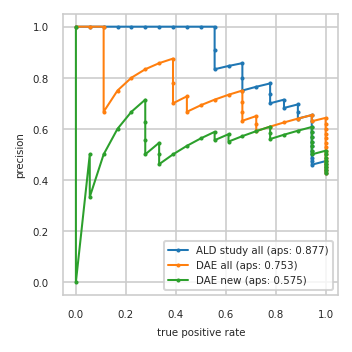 1.0
0.8
0.6
0.4
0.2
0.0
precision
ALD study all (aps: 0.877)
DAE all (aps: 0.753)
DAE new (aps: 0.575)
0.0 0.2 0.4 0.6 0.8 1.0
true positive rate